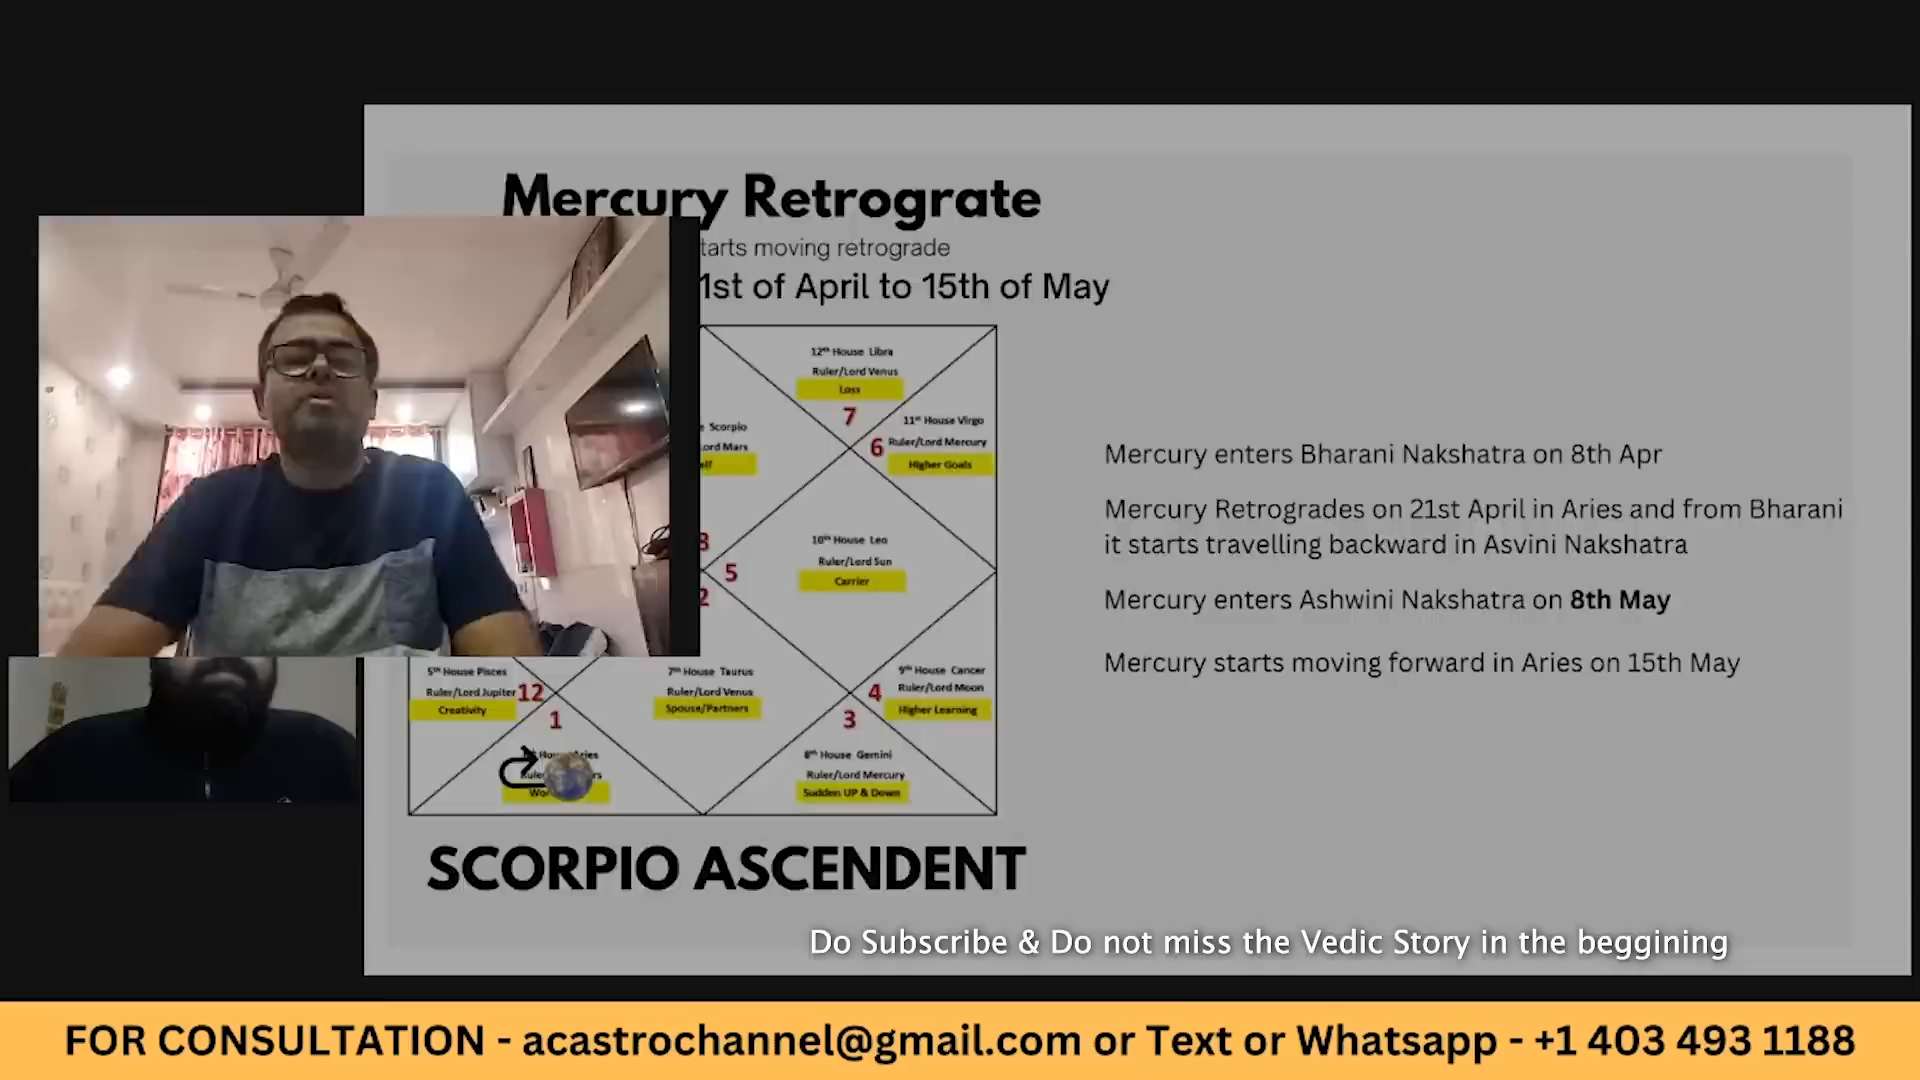 Mercury Retrograte
tarts moving retrograde
1st of April to 15th of May
12th House Libra
Ruler/Lord Venus
Loss
7
Scorpio
Lord Mars
11st House Virgo
6 Ruler/Lord Mercury
Higher Goals
10th House Leo
Ruler/Lord Sun
Carrier
5
2
5th House Pisces
Ruler/Lord Jupiter 12
Creativity
1
7th House Taurus
Ruler/Lord Venus
Spouse/Partners
9th House Cancer
4 Ruler/Lord Moon
Higher Learning
3
8th House Gemini
Ruler/Lord Mercury
Sudden UP & Down
SCORPIO ASCENDENT
Mercury enters Bharani Nakshatra on 8th Apr
Mercury Retrogrades on 21st April in Aries and from Bharani
it starts travelling backward in Asvini Nakshatra
Mercury enters Ashwini Nakshatra on 8th May
Mercury starts moving forward in Aries on 15th May
Do Subscribe & Do not miss the Vedic Story in the beggining
FOR CONSULTATION - acastrochannel@gmail.com or Text or Whatsapp - +1 403 493 1188